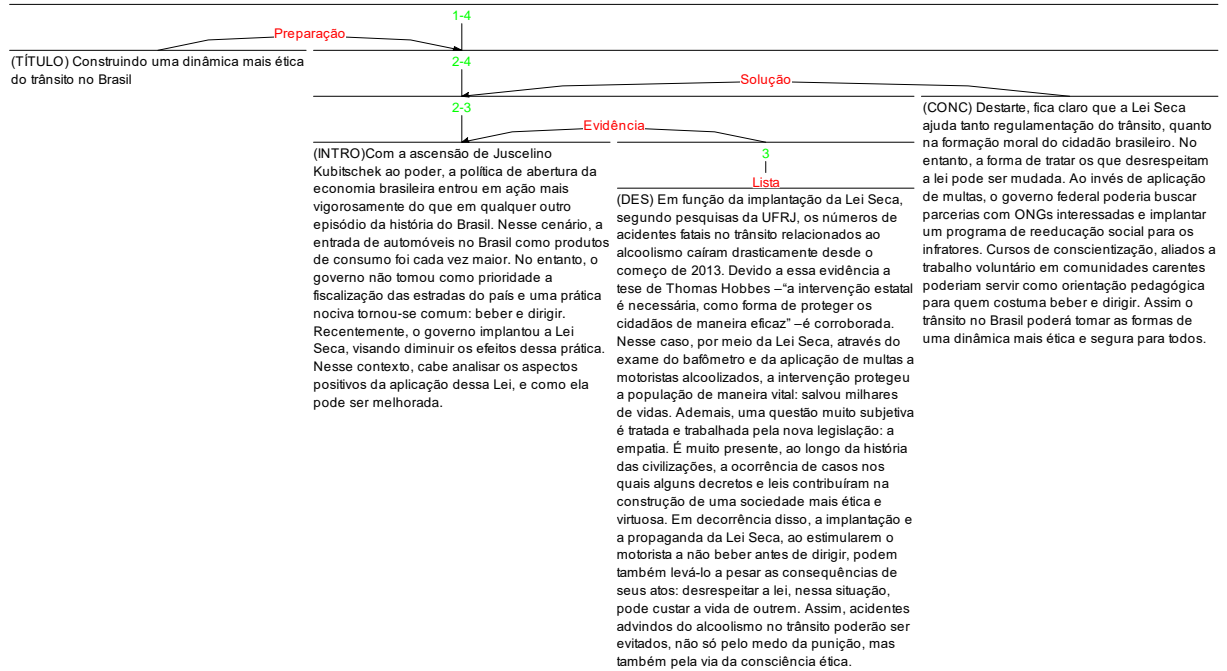 1-4
Preparação
(TÍTULO) Construindo uma dinâmica mais ética
do trânsito no Brasil
2-4
Solução
2-3
Evidência
(INTRO)Com a ascensão de Juscelino
Kubitschek ao poder, a política de abertura da
economia brasileira entrou em ação mais
vigorosamente do que em qualquer outro
episódio da história do Brasil. Nesse cenário, a
entrada de automóveis no Brasil como produtos
de consumo foi cada vez maior. No entanto, o
governo não tomou como prioridade a
fiscalização das estradas do país e uma prática
nociva tornou-se comum: beber e dirigir.
Recentemente, o governo implantou a Lei
Seca, visando diminuir os efeitos dessa prática.
Nesse contexto, cabe analisar os aspectos
positivos da aplicação dessa Lei, e como ela
pode ser melhorada.
3
Lista
(DES) Em função da implantação da Lei Seca,
segundo pesquisas da UFRJ, os números de
acidentes fatais no trânsito relacionados ao
alcoolismo caíram drasticamente desde o
começo de 2013. Devido a essa evidência a
tese de Thomas Hobbes –“a intervenção estatal
é necessária, como forma de proteger os
cidadãos de maneira eficaz” –é corroborada.
Nesse caso, por meio da Lei Seca, através do
exame do bafômetro e da aplicação de multas a
motoristas alcoolizados, a intervenção protegeu
a população de maneira vital: salvou milhares
de vidas. Ademais, uma questão muito subjetiva
é tratada e trabalhada pela nova legislação: a
empatia. É muito presente, ao longo da história
das civilizações, a ocorrência de casos nos
quais alguns decretos e leis contribuíram na
construção de uma sociedade mais ética e
virtuosa. Em decorrência disso, a implantação e
a propaganda da Lei Seca, ao estimularem o
motorista a não beber antes de dirigir, podem
também levá-lo a pesar as consequências de
seus atos: desrespeitar a lei, nessa situação,
pode custar a vida de outrem. Assim, acidentes
advindos do alcoolismo no trânsito poderão ser
evitados, não só pelo medo da punição, mas
também pela via da consciência ética.
(CONC) Destarte, fica claro que a Lei Seca
ajuda tanto regulamentação do trânsito, quanto
na formação moral do cidadão brasileiro. No
entanto, a forma de tratar os que desrespeitam
a lei pode ser mudada. Ao invés de aplicação
de multas, o governo federal poderia buscar
parcerias com ONGs interessadas e implantar
um programa de reeducação social para os
infratores. Cursos de conscientização, aliados a
trabalho voluntário em comunidades carentes
poderiam servir como orientação pedagógica
para quem costuma beber e dirigir. Assim o
trânsito no Brasil poderá tomar as formas de
uma dinâmica mais ética e segura para todos.